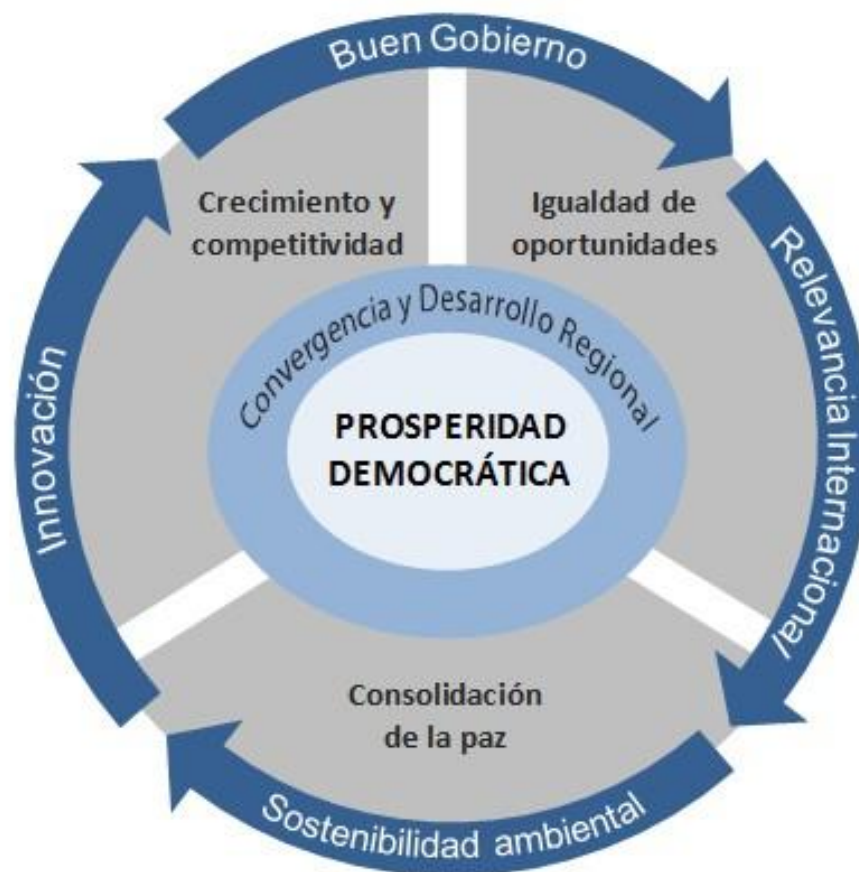 Buen Gobierno
Crecimiento y
competitividad
Igualdad de
oportunidades
Relevancia Internacional
Convergencia y Desarrollo Regional
PROSPERIDAD
DEMOCRÁTICA
Innovación
Consolidación
de la paz
Sostenibilidad ambiental